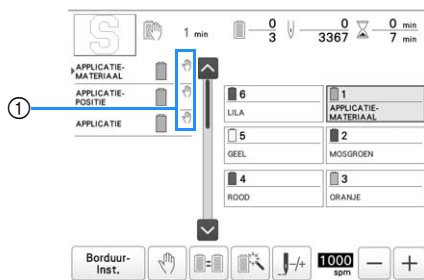 S
1 min
0
3
0
3367
0 min
7 min
APPLICATIE-
MATERIAAL
APPLICATIE-
POSITIE
APPLICATIE
1
6
LILA
1
APPLICATIE-
MATERIAAL
5
GEEL
2
MOSGROEN
4
ROOD
3
ORANJE
Borduur-
Inst.
-/+
1000
spm
− +